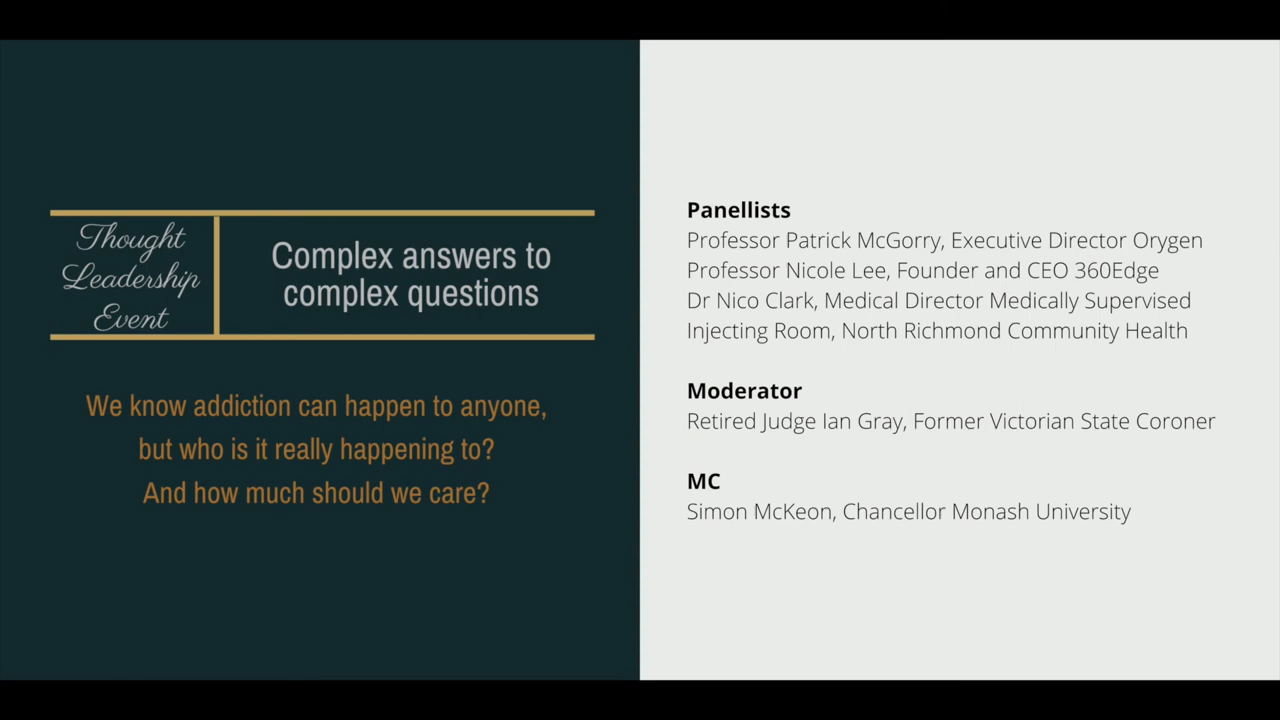 Thought
Leadership
Event
Complex answers to
complex questions
We know addiction can happen to anyone,
but who is it really happening to?
And how much should we care?
Panellists
Professor Patrick McGorry, Executive Director Orygen
Professor Nicole Lee, Founder and CEO 360Edge
Dr Nico Clark, Medical Director Medically Supervised
Injecting Room, North Richmond Community Health
Moderator
Retired Judge Ian Gray, Former Victorian State Coroner
MC
Simon McKeon, Chancellor Monash University